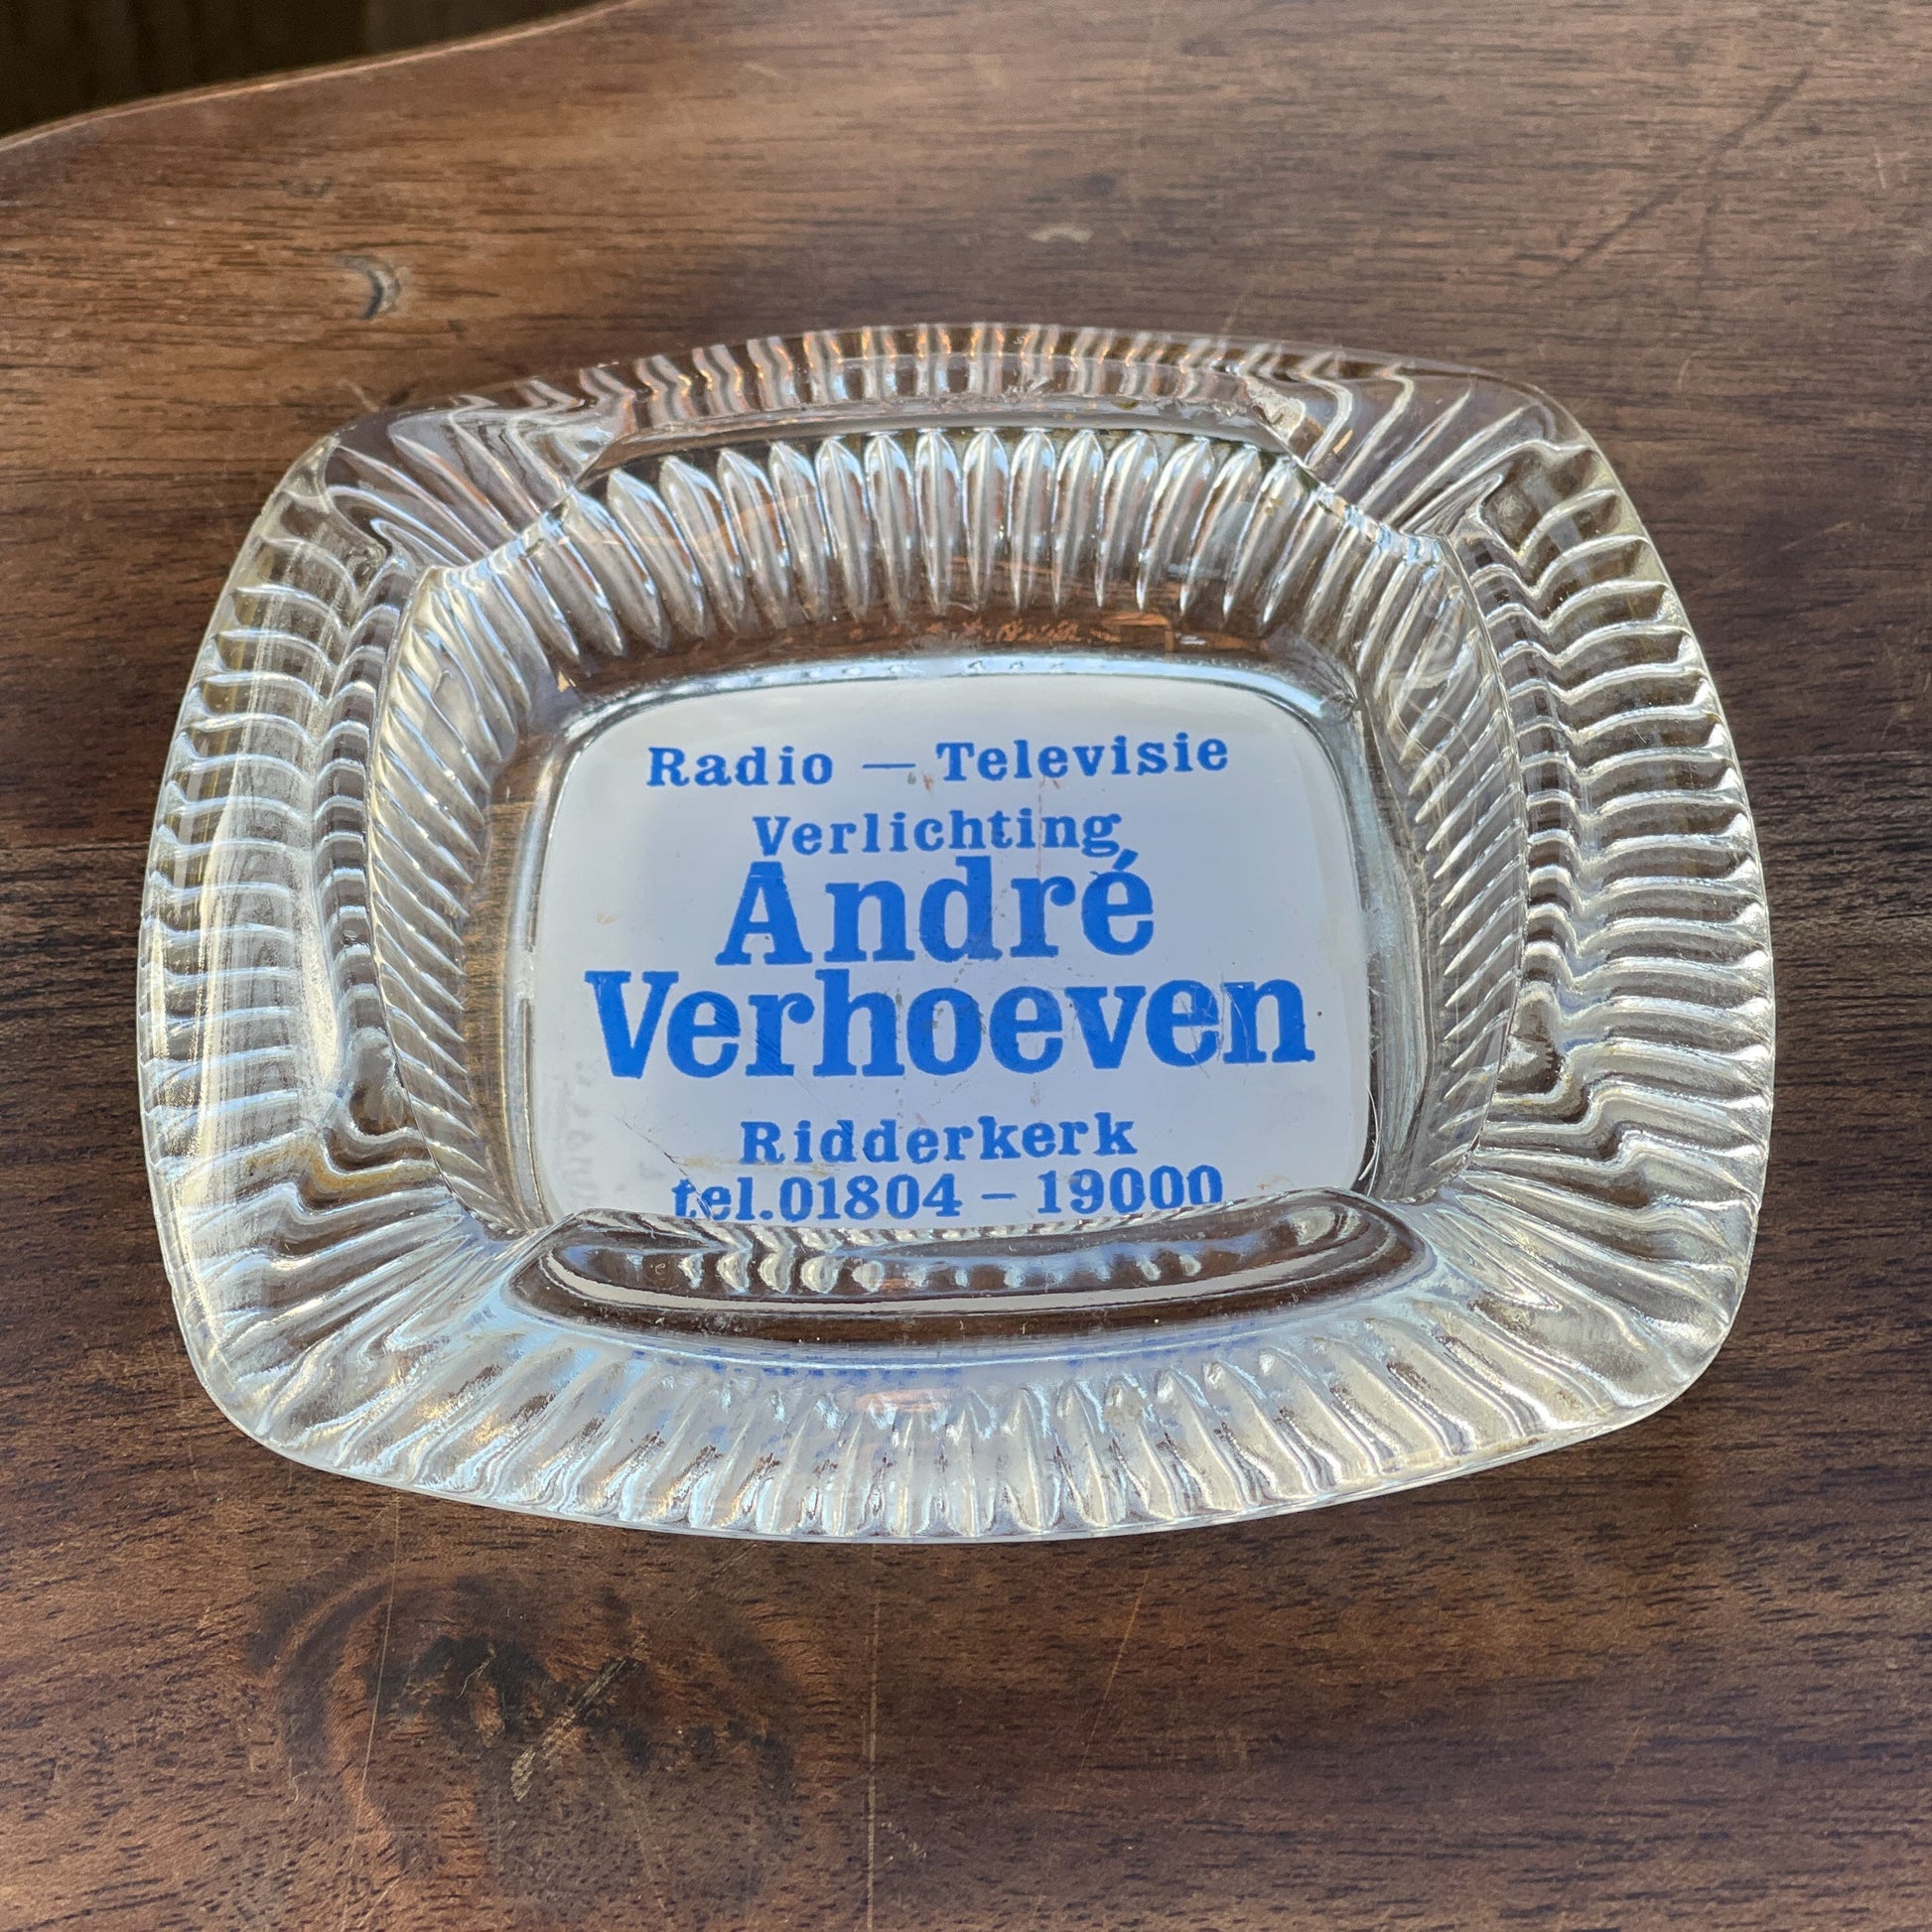 Radio — Televisie
Verlichting
André
Verhoeven
Ridderkerk
tel.01804 – 19000